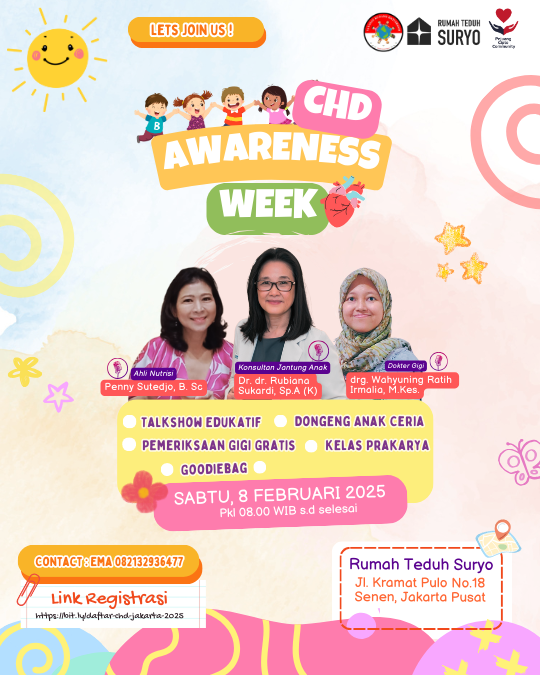 LETS JOIN US !
RUMAH TEDUH
SURYO
Pejuang
Cipta
Community
CHD
AWARENESS
WEEK
B
Ahli Nutrisi
Penny Sutedjo, B. Sc
Konsultan Jantung Anak
Dr. dr. Rubiana
Sukardi, Sp.A (K)
Dokter Gigi
drg. Wahyuning Ratih
Irmalia, M.Kes.
TALKSHOW EDUKATIF
DONGENG ANAK CERIA
PEMERIKSAAN GIGI GRATIS
KELAS PRAKARYA
GOODIEBAG
SABTU, 8 FEBRUARI 2025
Pkl 08.00 WIB s.d selesai
CONTACT : EMA 082132936477
Link Registrasi
https://bit.ly/daftar-chd-jakarta-2025
Rumah Teduh Suryo
Jl. Kramat Pulo No.18
Senen, Jakarta Pusat